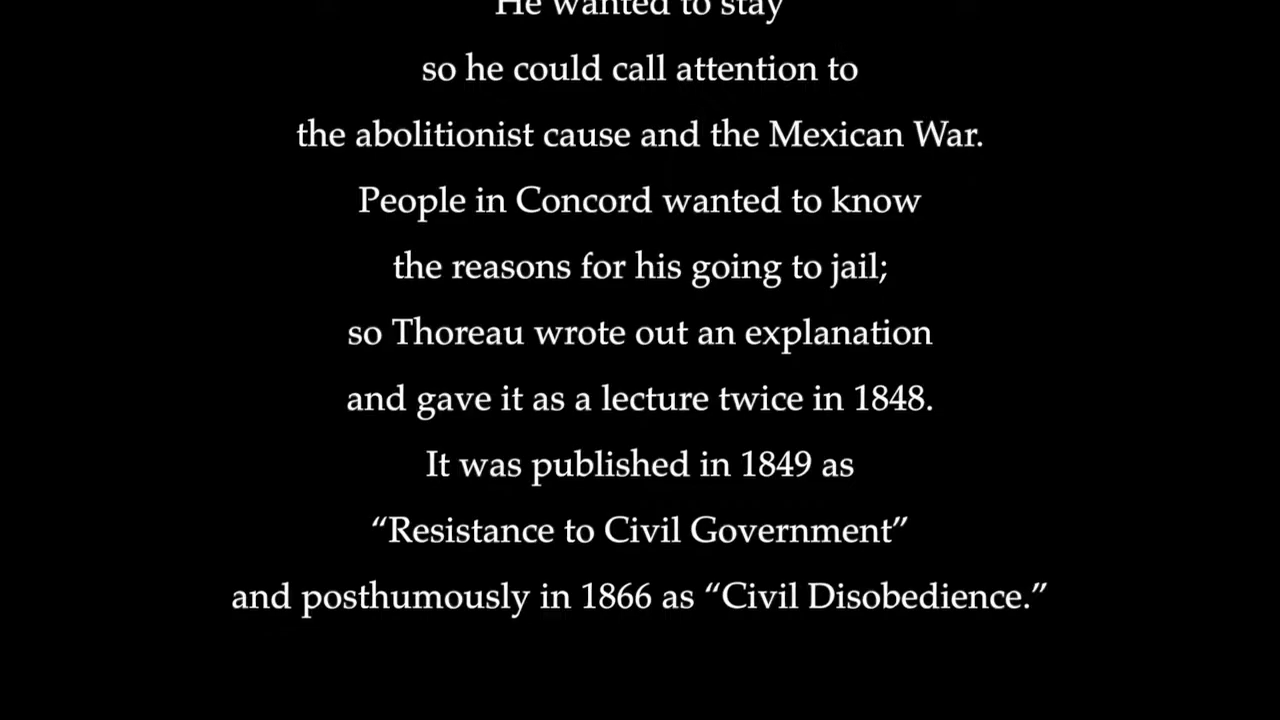 He wanted to stay
so he could call attention to
the abolitionist cause and the Mexican War.
People in Concord wanted to know
the reasons for his going to jail;
so Thoreau wrote out an explanation
and gave it as a lecture twice in 1848.
It was published in 1849 as
“Resistance to Civil Government”
and posthumously in 1866 as “Civil Disobedience.”